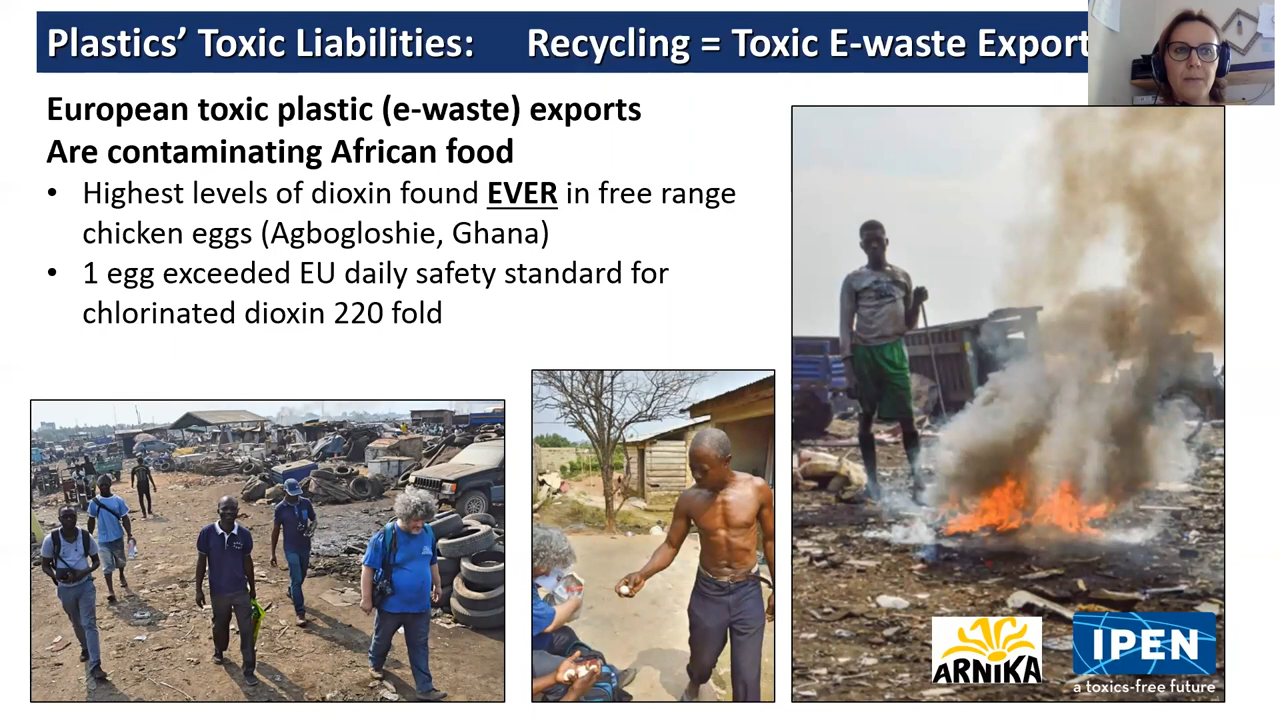 Plastics' Toxic Liabilities: Recycling = Toxic E-waste Export
European toxic plastic (e-waste) exports
Are contaminating African food
• Highest levels of dioxin found EVER in free range
chicken eggs (Agbogloshie, Ghana)
• 1 egg exceeded EU daily safety standard for
chlorinated dioxin 220 fold
ARNIKA
IPEN
a toxics-free future